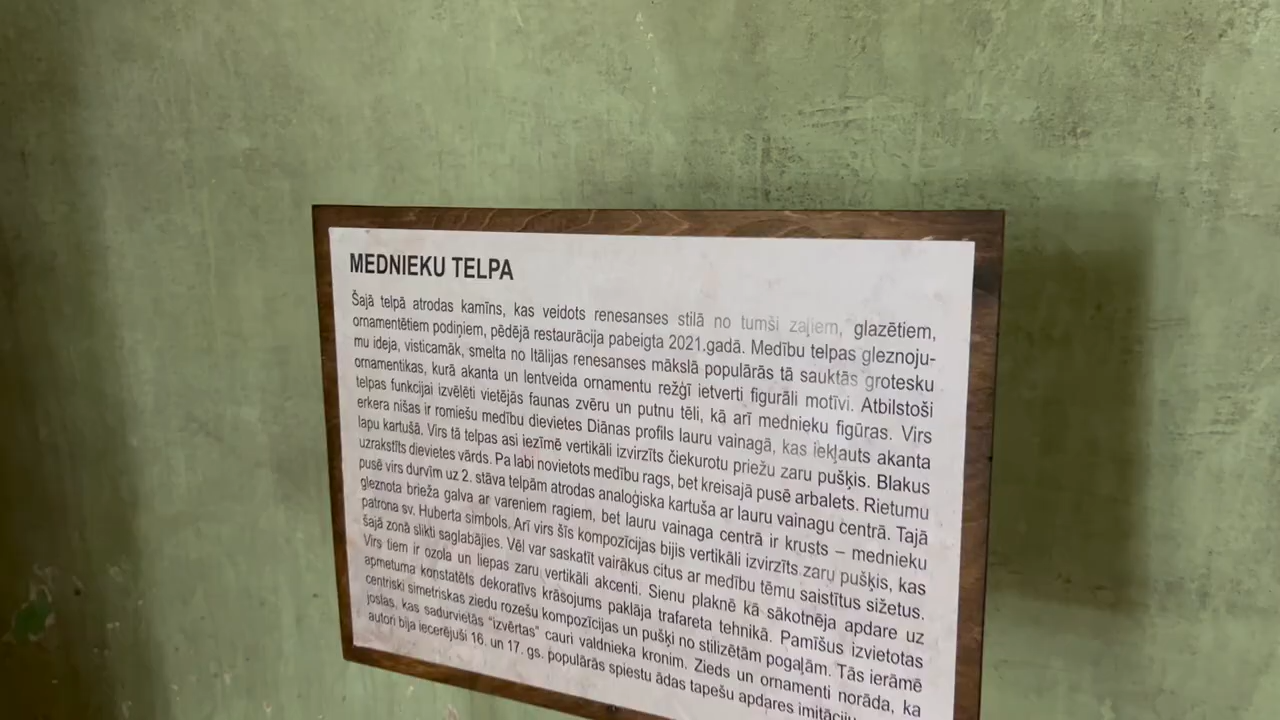 MEDNIEKU TELPA
Šajā telpā atrodas kamīns, kas veidots renesanses stilā no tumši zaļiem, glazētiem,
ornamentētiem podiņiem, pēdējā restaurācija pabeigta 2021.gadā. Medību telpas gleznoju-
mu ideja, visticamāk, smelta no Itālijas renesanses mākslā populārās tā sauktās grotesku
ornamentikas, kurā akanta un lentveida ornamentu režģī ietverti figurāli motīvi. Atbilstoši
telpas funkcijai izvēlēti vietējās faunas zvēru un putnu tēli, kā arī mednieku figūras. Virs
erkera nišas ir romiešu medību dievietes Diānas profils lauru vainagā, kas iekļauts akanta
lapu kartušā. Virs tā telpas asi iezīmē vertikāli izvirzīts čiekurotu priežu zaru pušķis. Blakus
uzrakstīts dievietes vārds. Pa labi novietots medību rags, bet kreisajā pusē arbalets. Rietumu
pusē virs durvīm uz 2. stāva telpām atrodas analoģiska kartuša ar lauru vainagu centrā. Tajā
gleznota brieža galva ar vareniem ragiem, bet lauru vainaga centrā ir krusts – mednieku
patrona sv. Huberta simbols. Arī virs šīs kompozīcijas bijis vertikāli izvirzīts zaru pušķis, kas
šajā zonā slikti saglabājies. Vēl var saskatīt vairākus citus ar medību tēmu saistītus sižetus.
Virs tiem ir ozola un liepas zaru vertikāli akcenti. Sienu plaknē kā sākotnēja apdare uz
apmetuma konstatēts dekoratīvs krāsojums paklāja trafareta tehnikā. Pamīšus izvietotas
centriski simetriskas ziedu rozešu kompozīcijas un pušķi no stilizētām pogaļām. Tās ierāmē
joslas, kas sadurvietās “izvērtas” cauri valdnieka kronim. Zieds un ornamenti norāda, ka
autori bija iecerējuši 16. un 17. gs. populārās spiestu ādas tapešu apdares imitāciju